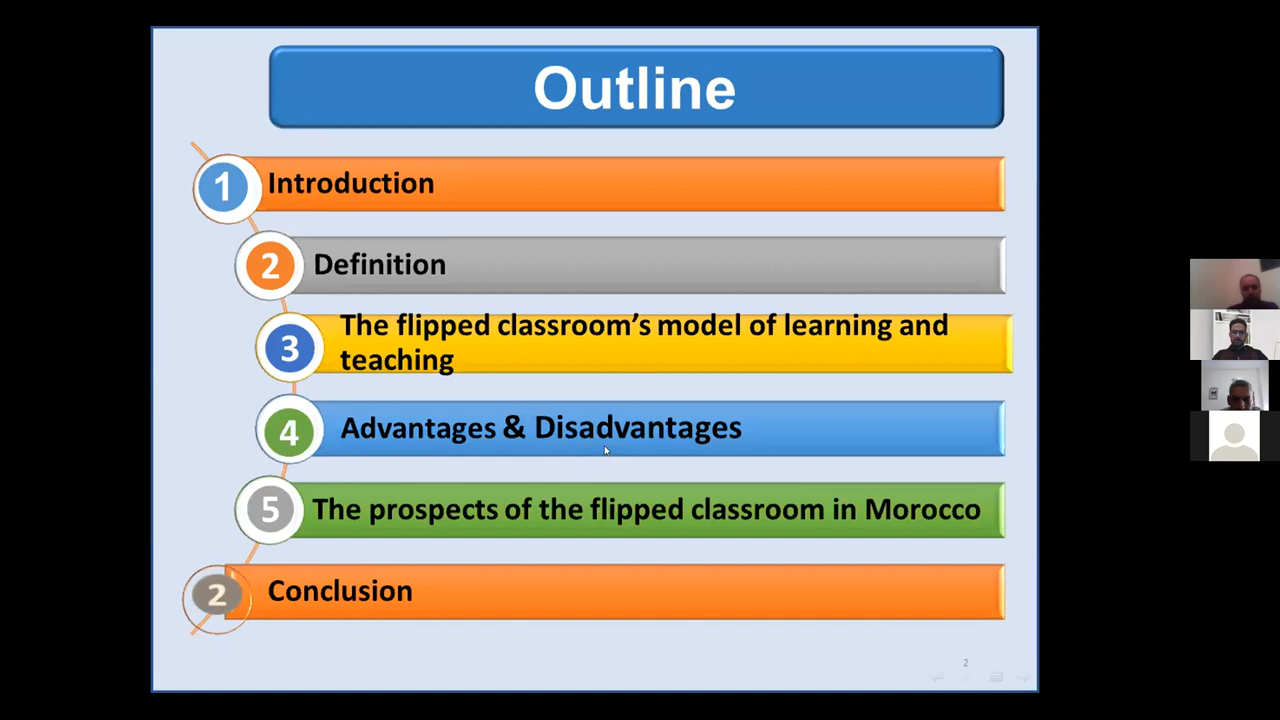 Outline
1 Introduction
2 Definition
3 The flipped classroom’s model of learning and
teaching
4 Advantages & Disadvantages
5 The prospects of the flipped classroom in Morocco
2 Conclusion
2